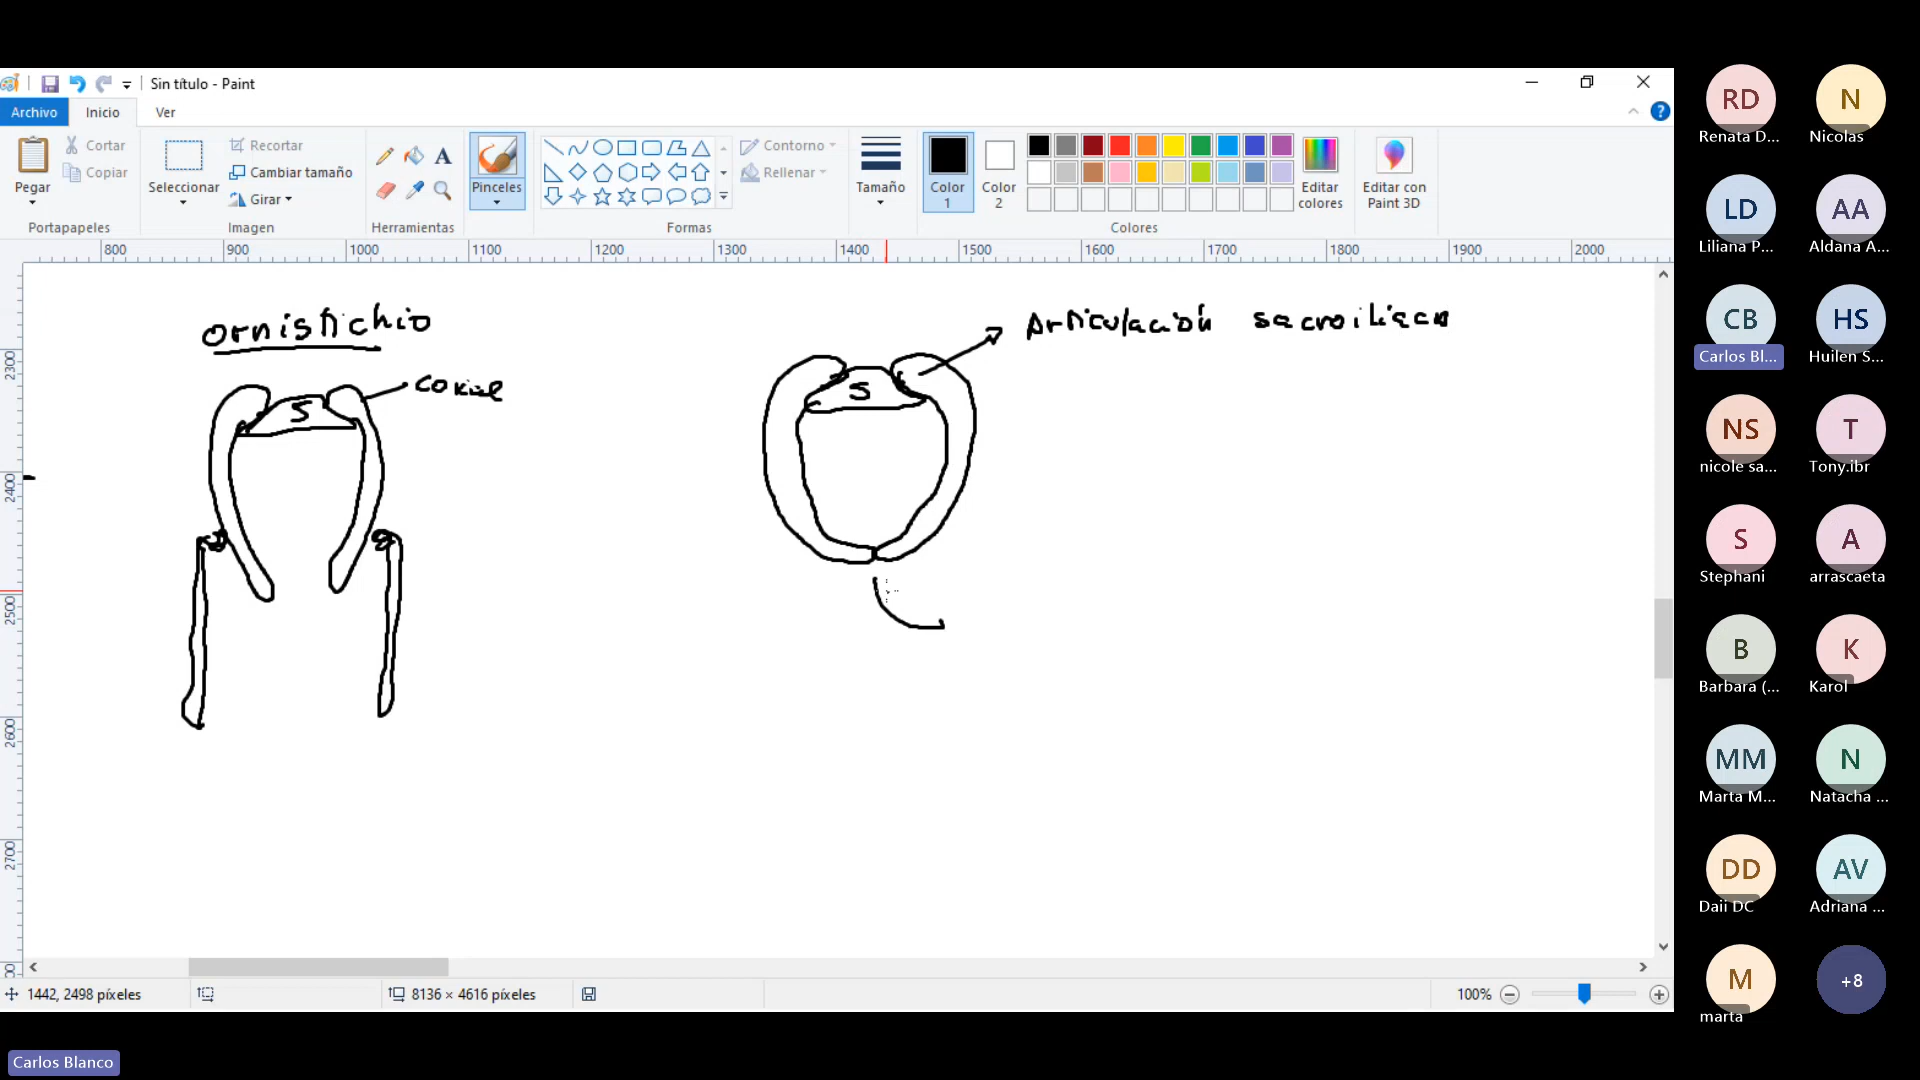 Sin título - Paint
Archivo Inicio Ver
Pegar
Cortar
Copiar
Portapapeles
Seleccionar
Recortar
Cambiar tamaño
Girar
Imagen
A
Herramientas
Pinceles
Contorno
Rellenar
Formas
Tamaño
Color
1
Color
2
Editar
colores
Colores
Editar con
Paint 3D
800 900 1000 1100 1200 1300 1400 1500 1600 1700 1800 1900 2000
2300
2400
2500
2600
2700
ornistichio
S
coxal
Articulación sacroiliaca
S
1442, 2498 píxeles
8136 × 4616 píxeles
100%
RD
Renata D...
N
Nicolas
LD
Liliana P...
AA
Aldana A...
CB
Carlos Bl...
HS
Huilen S...
NS
nicole sa...
T
Tony.ibr
S
Stephani
A
arrascaeta
B
Barbara (...
K
Karol
MM
Marta M...
N
Natacha ...
DD
Daii DC
AV
Adriana ...
M
marta
+8
Carlos Blanco